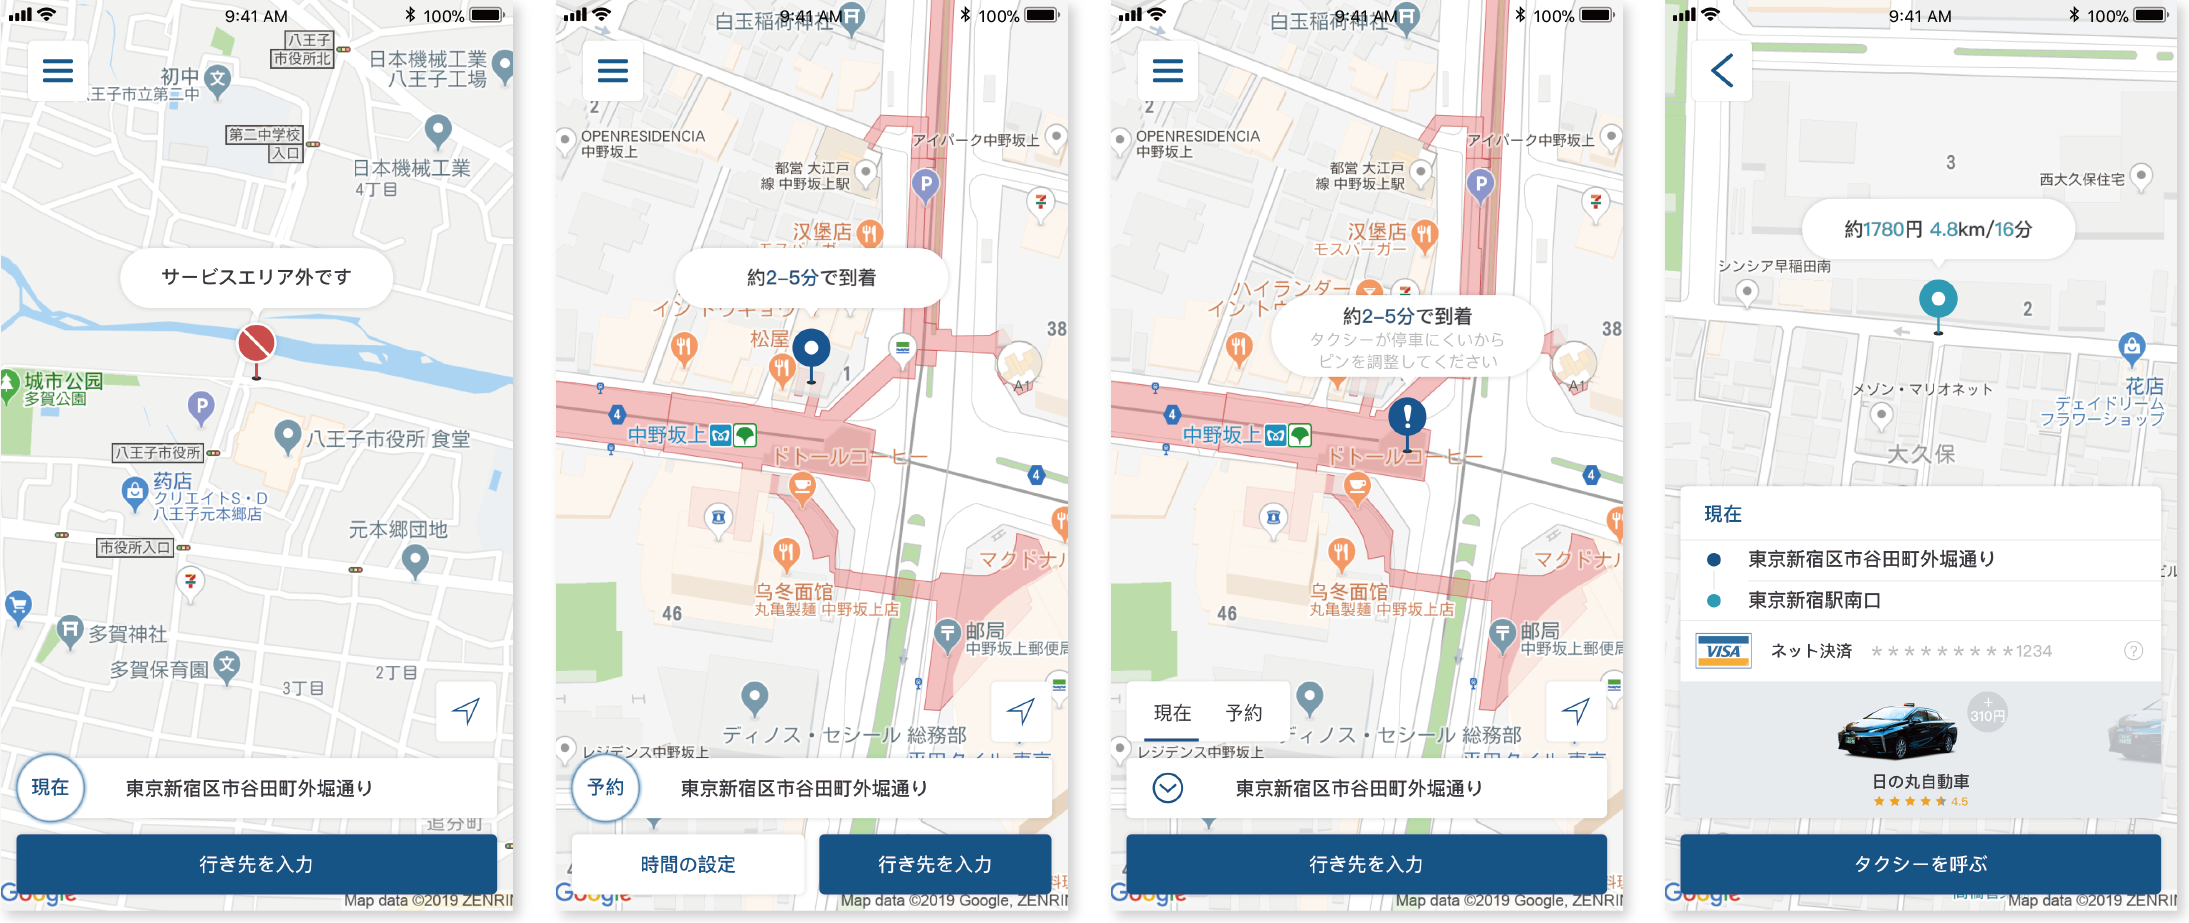 9:41 AM
100%
八王子
市役所北
日本機械工業
八王子工場
初中
王子市立第二中
第二中学校
入口
日本機械工業
4丁目
サービスエリア外です
城市公园
多賀公園
P
八王子市役所 食堂
八王子市役所
药店
クリエイトS・D
八王子元本郷店
元本郷団地
市役所入口
多賀神社
多賀保育園
2丁目
3丁目
現在
東京新宿区市谷田町外堀通り
追分町
行き先を入力
Google
Map data ©2019 ZENRIN
9:41 AM
100%
白玉稲荷神社
2
OPENRESIDENCIA
中野坂上
アイパーク中野坂上
都営 大江戸
線 中野坂上駅
P
汉堡店
モスバーガー
約2–5分で到着
松屋
38
1
A1
4
中野坂上
ドトールコーヒー
4
マクドナル
乌冬面馆
丸亀製麺 中野坂上店
46
邮局
中野坂上郵便局
ディノス・セシール 総務部
レジデンス中野坂上
予約
東京新宿区市谷田町外堀通り
時間の設定
行き先を入力
Google
Map data ©2019 Google, ZENRIN
9:41 AM
100%
白玉稲荷神社
2
OPENRESIDENCIA
中野坂上
アイパーク中野坂上
都営 大江戸
線 中野坂上駅
P
汉堡店
モスバーガー
ハイランダー
約2–5分で到着
タクシーが停車にくいから
ピンを調整してください
38
A1
4
中野坂上
ドトールコーヒー
4
マクドナル
乌冬面馆
丸亀製麺 中野坂上店
46
邮局
中野坂上郵便局
現在
予約
ディノス・セシール 総務部
レジデンス中野坂上
東京新宿区市谷田町外堀通り
行き先を入力
Google
Map data ©2019 Google, ZENRIN
9:41 AM
100%
3
西大久保住宅
約1780円 4.8km/16分
シンシア早稲田南
2
花店
デェイドリーム
フラワーショップ
メゾン・マリオネット
大久保
現在
東京新宿区市谷田町外堀通り
東京新宿駅南口
VISA
ネット決済
*********1234
?
+
310円
日の丸自動車
4.5
タクシーを呼ぶ
Google
Map data ©2019 ZENRIN